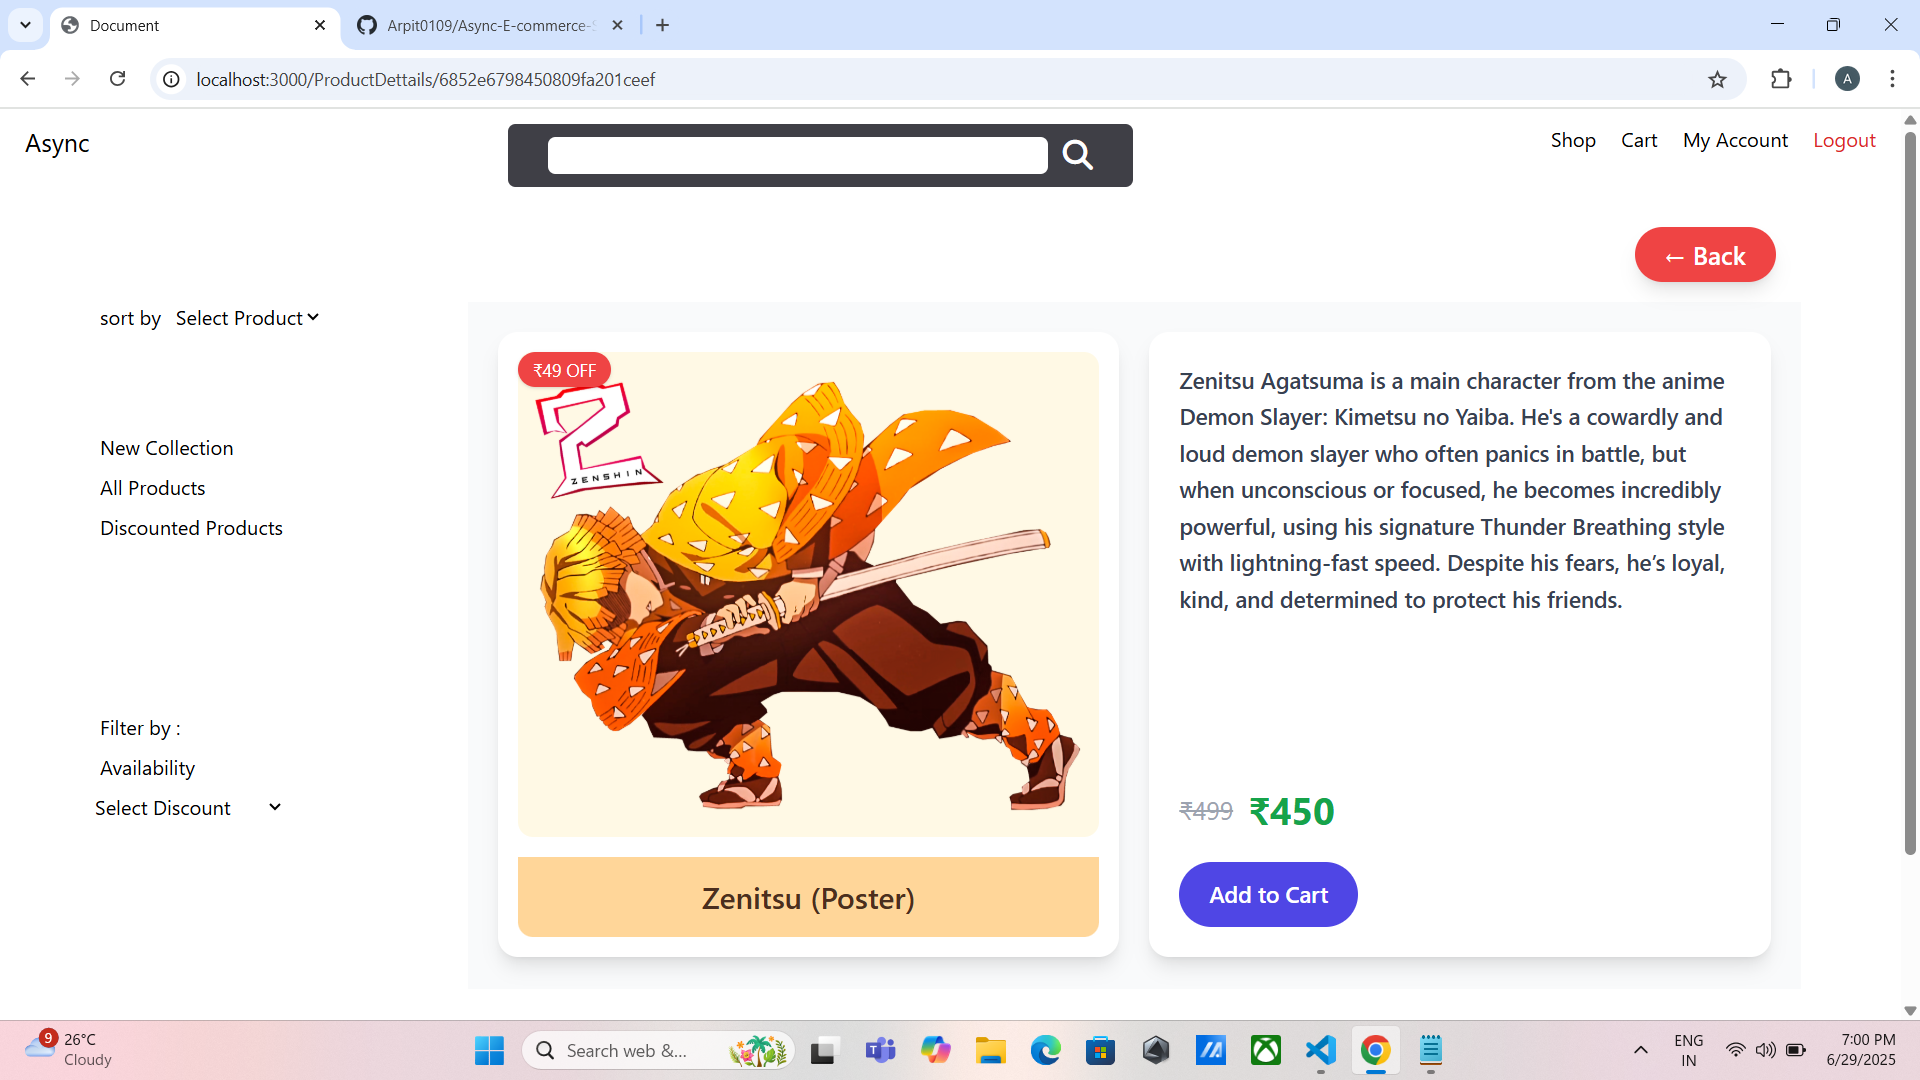 Document
Arpit0109/Async-E-commerce-
localhost:3000/ProductDettails/6852e6798450809fa201ceef
A
Async
Shop Cart My Account Logout
← Back
sort by Select Product
New Collection
All Products
Discounted Products
Filter by :
Availability
Select Discount
₹49 OFF
ZENSHIN
Zenitsu (Poster)
Zenitsu Agatsuma is a main character from the anime
Demon Slayer: Kimetsu no Yaiba. He's a cowardly and
loud demon slayer who often panics in battle, but
when unconscious or focused, he becomes incredibly
powerful, using his signature Thunder Breathing style
with lightning-fast speed. Despite his fears, he’s loyal,
kind, and determined to protect his friends.
₹499 ₹450
Add to Cart
9
26°C
Cloudy
Search web &...
ENG
IN
7:00 PM
6/29/2025